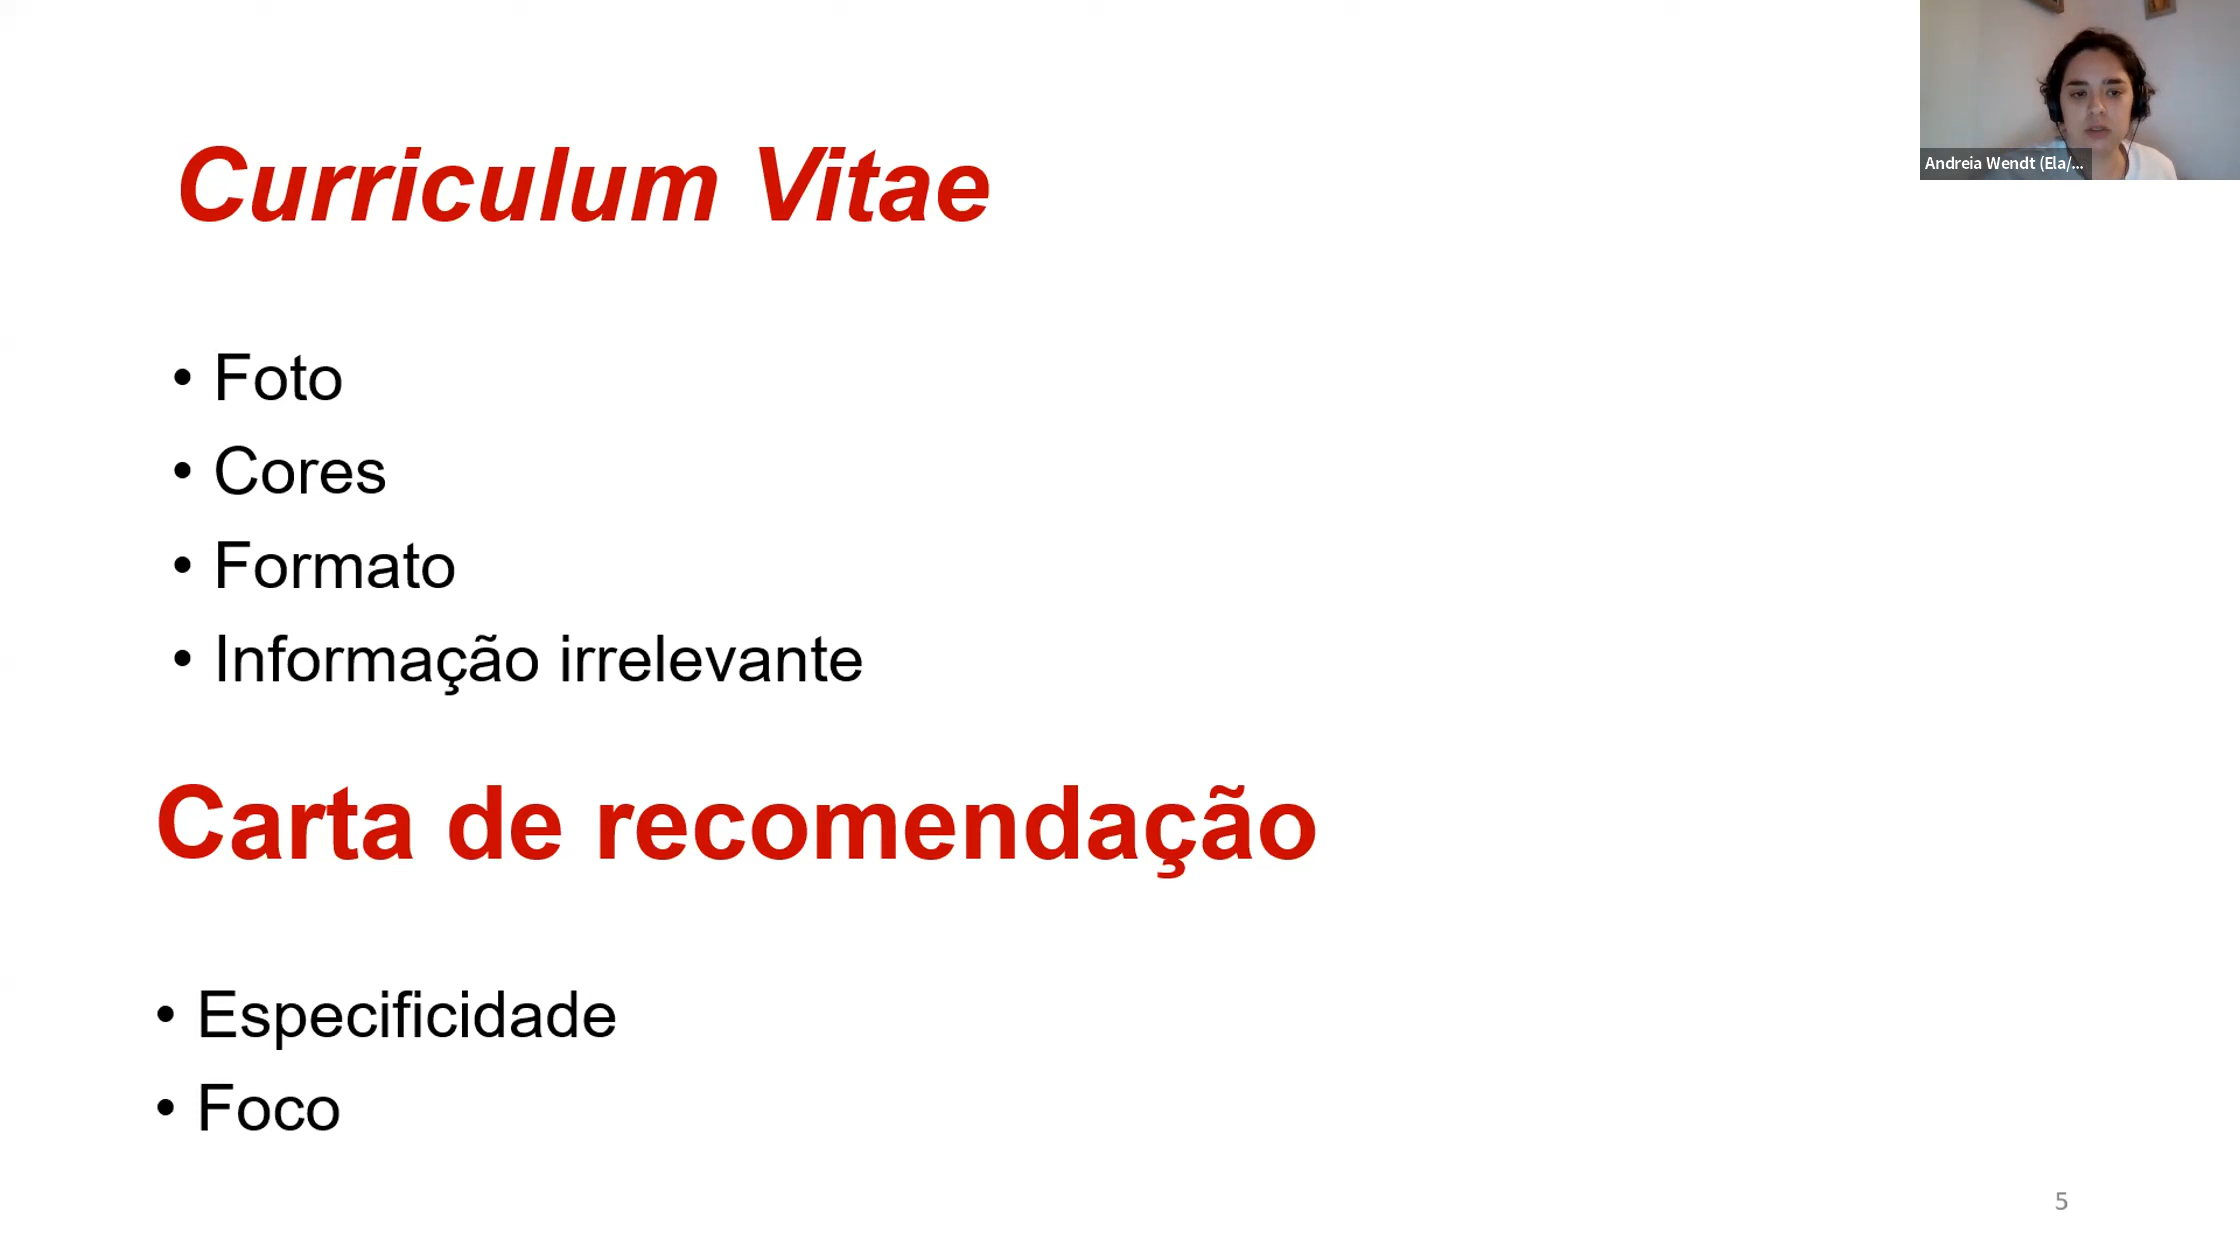 Curriculum Vitae
• Foto
• Cores
• Formato
• Informação irrelevante
Carta de recomendação
• Especificidade
• Foco
Andreia Wendt (Ela/...
5